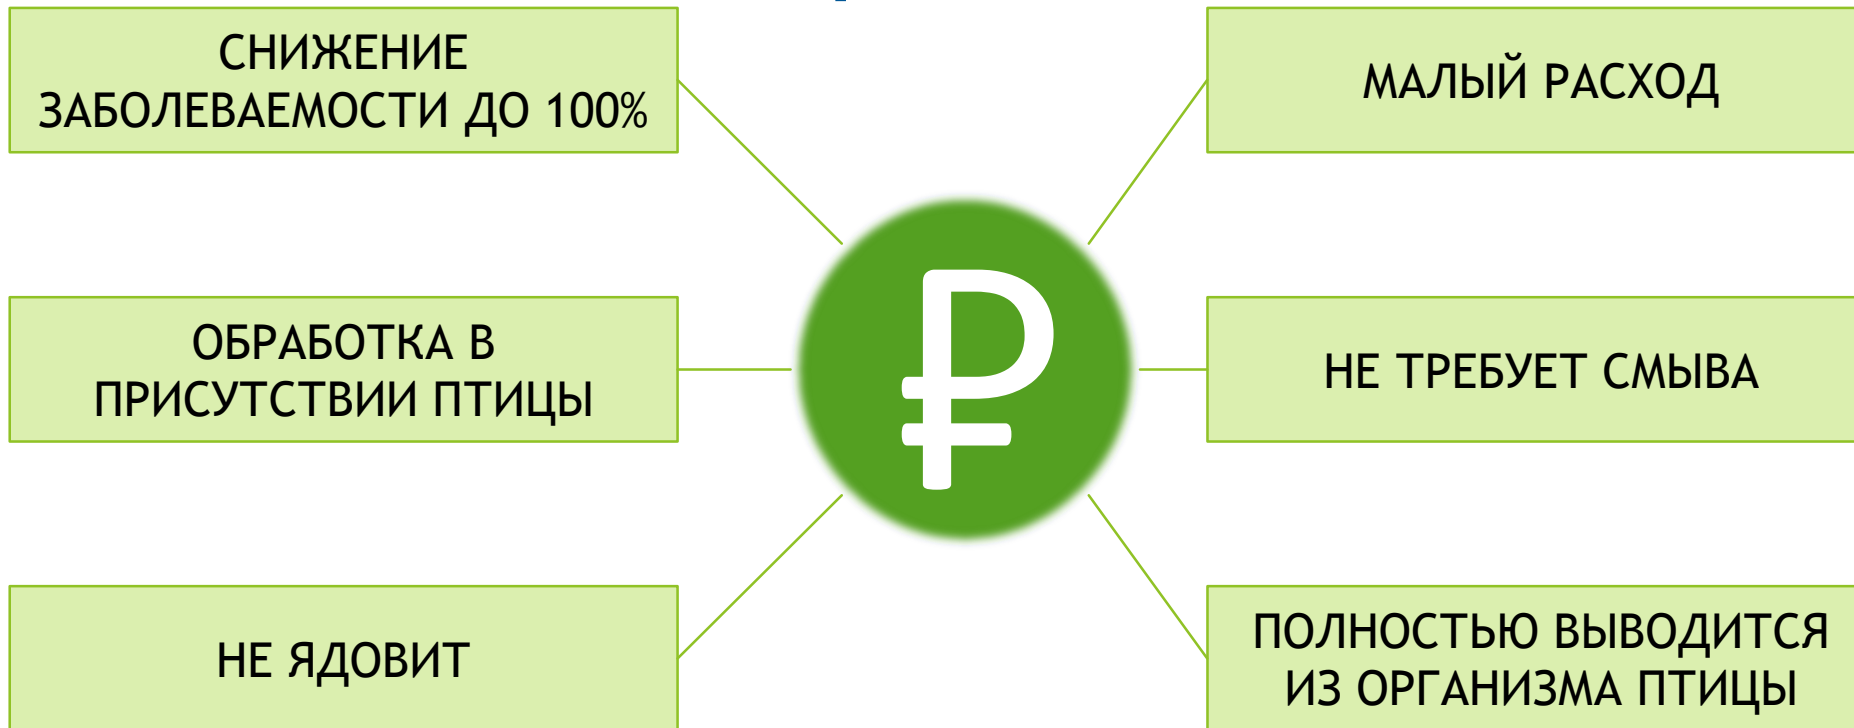 СНИЖЕНИЕ
ЗАБОЛЕВАЕМОСТИ ДО 100%
МАЛЫЙ РАСХОД
ОБРАБОТКА В
ПРИСУТСТВИИ ПТИЦЫ
₽
НЕ ТРЕБУЕТ СМЫВА
НЕ ЯДОВИТ
ПОЛНОСТЬЮ ВЫВОДИТСЯ
ИЗ ОРГАНИЗМА ПТИЦЫ